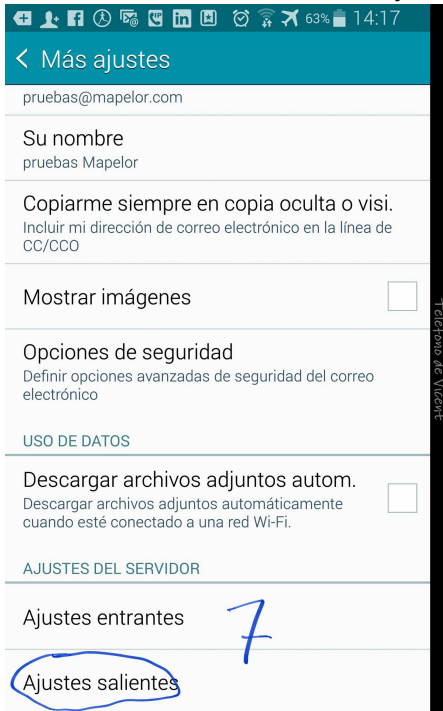 63% 14:17
< Más ajustes
pruebas@mapelor.com
Su nombre
pruebas Mapelor
Copiarme siempre en copia oculta o visi.
Incluir mi dirección de correo electrónico en la línea de
CC/CCO
Mostrar imágenes
Opciones de seguridad
Definir opciones avanzadas de seguridad del correo
electrónico
USO DE DATOS
Descargar archivos adjuntos autom.
Descargar archivos adjuntos automáticamente
cuando esté conectado a una red Wi-Fi.
AJUSTES DEL SERVIDOR
Ajustes entrantes
7
Ajustes salientes
Teléfono de Vicent